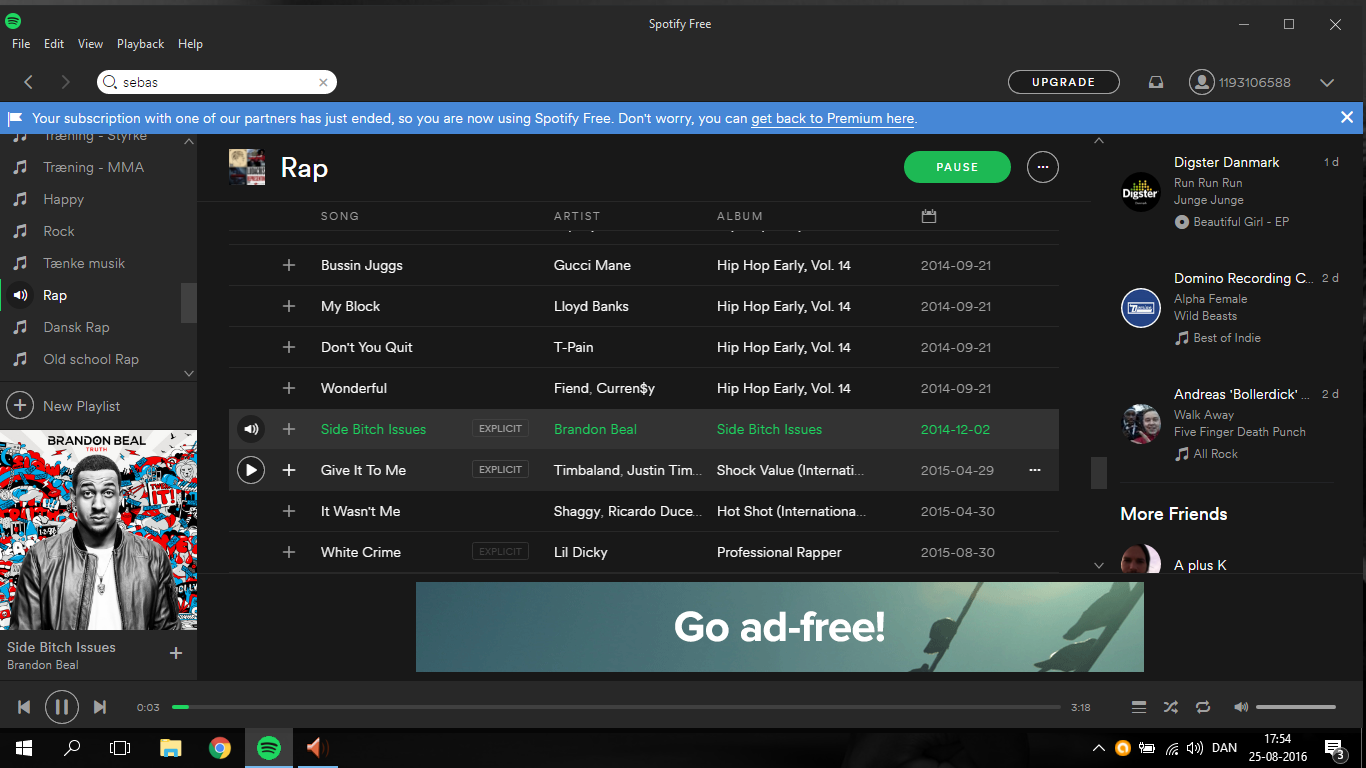 Spotify Free
File Edit View Playback Help
sebas
UPGRADE
1193106588
Your subscription with one of our partners has just ended, so you are now using Spotify Free. Don't worry, you can get back to Premium here.
Træning - Styrke
Træning - MMA
Happy
Rock
Tænke musik
Rap
Dansk Rap
Old school Rap
New Playlist
BRANDON BEAL
TRUTH
Side Bitch Issues
Brandon Beal
Rap
PAUSE
SONG ARTIST ALBUM
Bussin Juggs Gucci Mane Hip Hop Early, Vol. 14 2014-09-21
My Block Lloyd Banks Hip Hop Early, Vol. 14 2014-09-21
Don't You Quit T-Pain Hip Hop Early, Vol. 14 2014-09-21
Wonderful Fiend, Curren$y Hip Hop Early, Vol. 14 2014-09-21
Side Bitch Issues EXPLICIT Brandon Beal Side Bitch Issues 2014-12-02
Give It To Me EXPLICIT Timbaland, Justin Tim... Shock Value (Internati... 2015-04-29
It Wasn't Me Shaggy, Ricardo Duce... Hot Shot (Internationa... 2015-04-30
White Crime EXPLICIT Lil Dicky Professional Rapper 2015-08-30
Go ad-free!
Digster
Digster Danmark 1 d
Run Run Run
Junge Junge
Beautiful Girl - EP
Domino Recording C... 2 d
Alpha Female
Wild Beasts
Best of Indie
Andreas 'Bollerdick' ... 2 d
Walk Away
Five Finger Death Punch
All Rock
More Friends
A plus K
0:03
3:18
DAN
17:54
25-08-2016
3